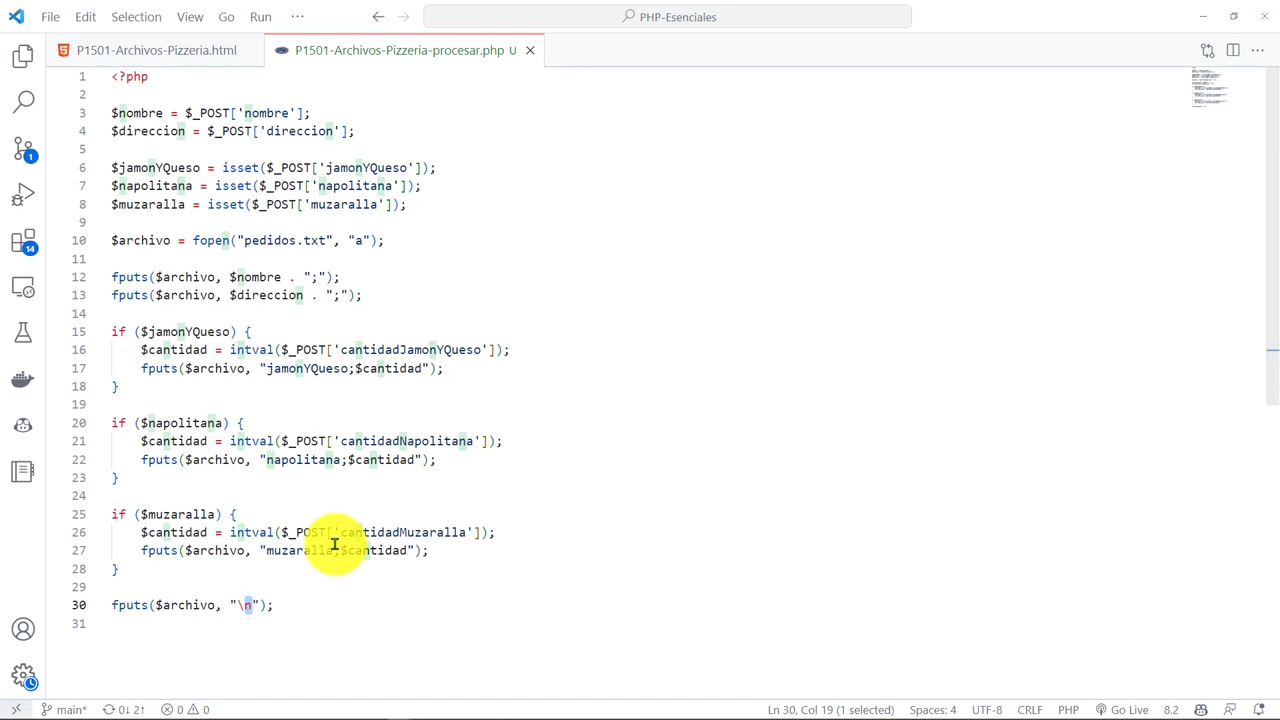 File Edit Selection View Go Run ··· PHP-Esenciales
P1501-Archivos-Pizzeria.html P1501-Archivos-Pizzeria-procesar.php U
1 <?php
2
3 $nombre = $_POST['nombre'];
4 $direccion = $_POST['direccion'];
5
6 $jamonYQueso = isset($_POST['jamonYQueso']);
7 $napolitana = isset($_POST['napolitana']);
8 $muzaralla = isset($_POST['muzaralla']);
9
10 $archivo = fopen("pedidos.txt", "a");
11
12 fputs($archivo, $nombre . ";");
13 fputs($archivo, $direccion . ";");
14
15 if ($jamonYQueso) {
16 $cantidad = intval($_POST['cantidadJamonYQueso']);
17 fputs($archivo, "jamonYQueso;$cantidad");
18 }
19
20 if ($napolitana) {
21 $cantidad = intval($_POST['cantidadNapolitana']);
22 fputs($archivo, "napolitana;$cantidad");
23 }
24
25 if ($muzaralla) {
26 $cantidad = intval($_POST['cantidadMuzaralla']);
27 fputs($archivo, "muzaralla;$cantidad");
28 }
29
30 fputs($archivo, "\n");
31
1
14
main* 0↓ 2↑ 0 0 Ln 30, Col 19 (1 selected) Spaces: 4 UTF-8 CRLF PHP Go Live 8.2